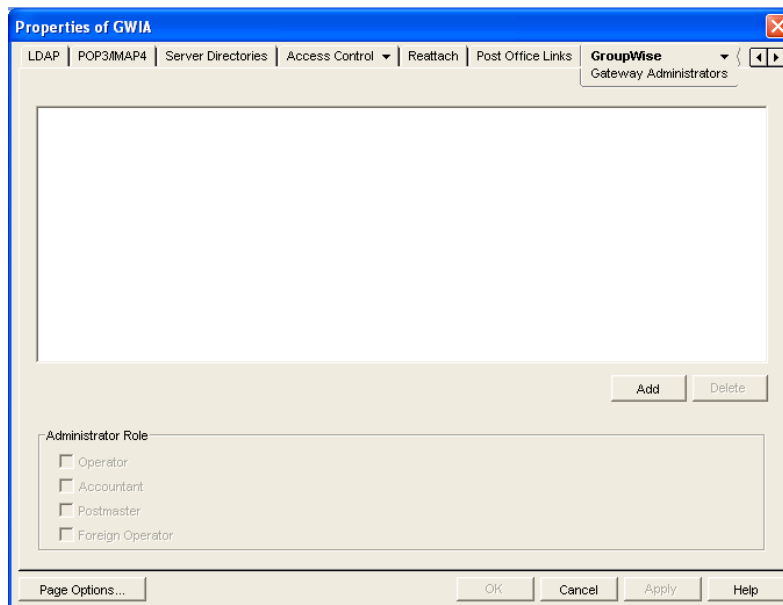 Properties of GWIA
LDAP POP3/IMAP4 Server Directories Access Control Reattach Post Office Links GroupWise
Gateway Administrators
Add Delete
Administrator Role
Operator
Accountant
Postmaster
Foreign Operator
Page Options... OK Cancel Apply Help